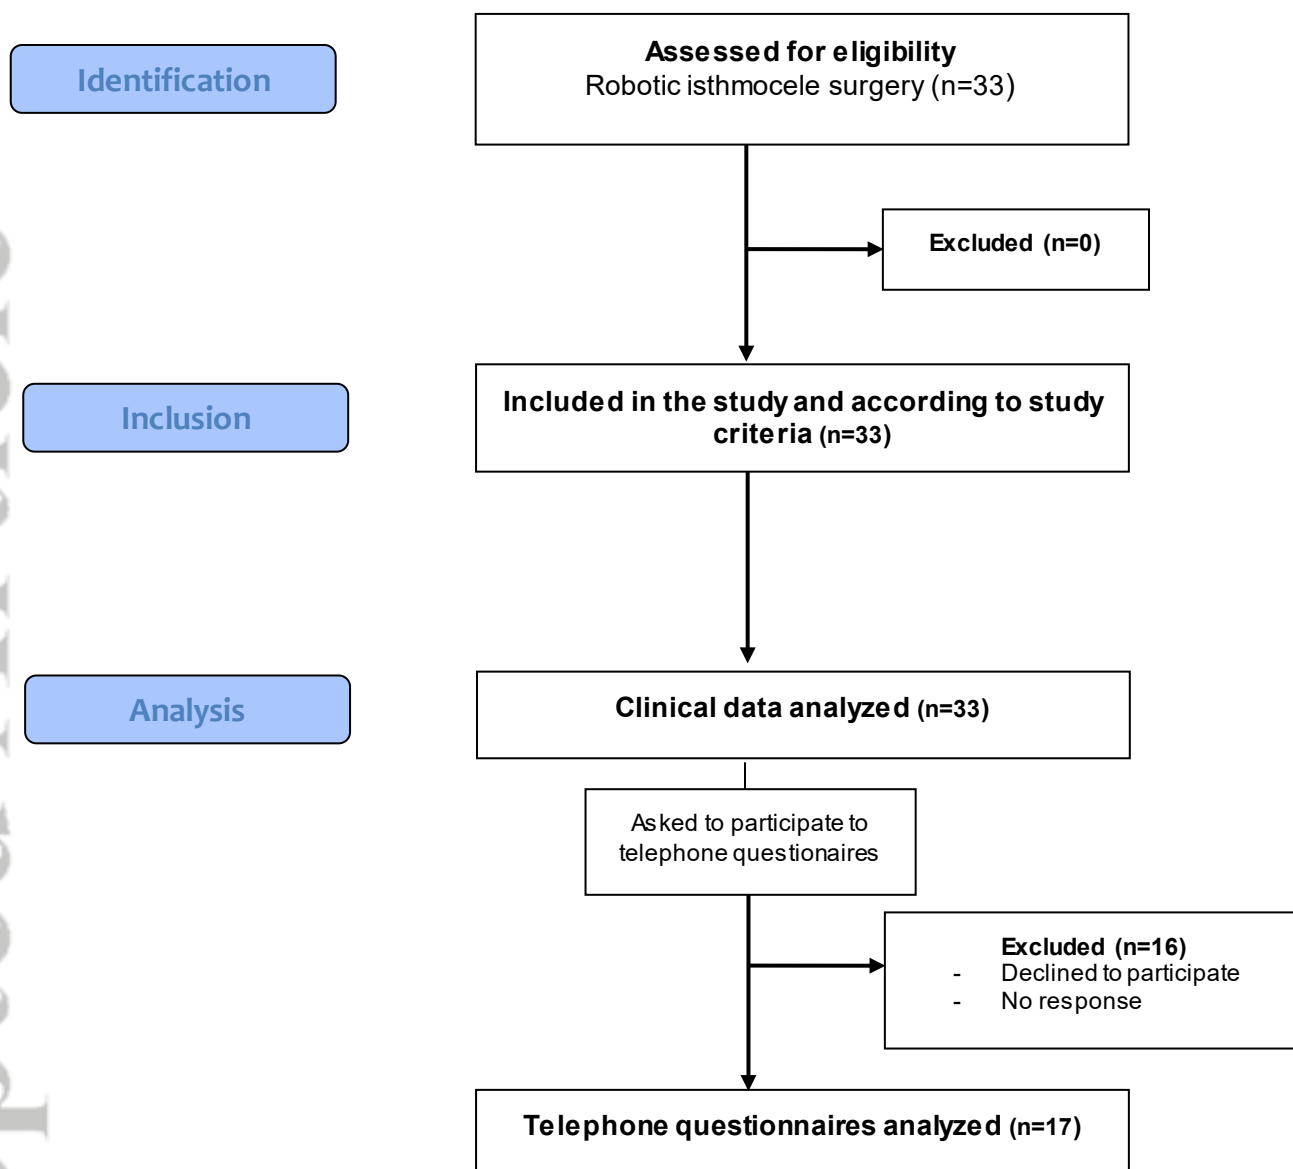 Identification
Assessed for eligibility
Robotic isthmocele surgery (n=33)
Excluded (n=0)
Inclusion
Included in the study and according to study
criteria (n=33)
Analysis
Clinical data analyzed (n=33)
Asked to participate to
telephone questionaires
Excluded (n=16)
- Declined to participate
- No response
Telephone questionnaires analyzed (n=17)